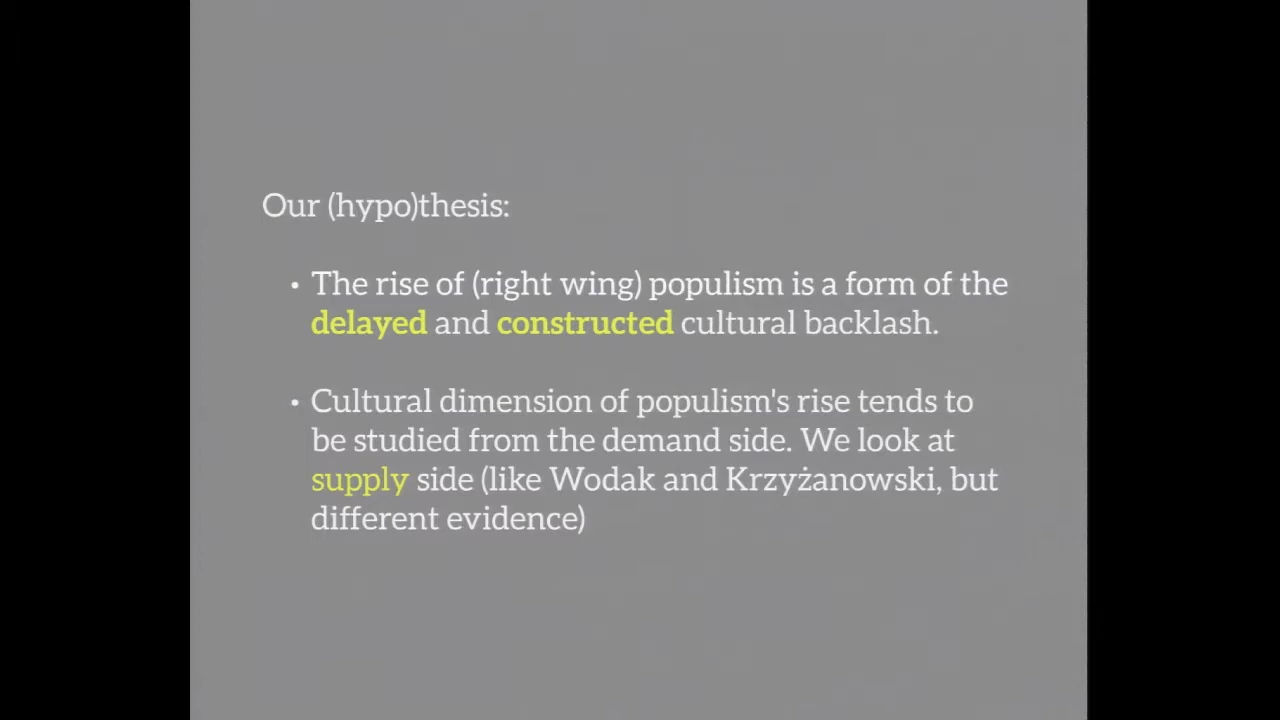 Our (hypo)thesis:
• The rise of (right wing) populism is a form of the
delayed and constructed cultural backlash.
• Cultural dimension of populism's rise tends to
be studied from the demand side. We look at
supply side (like Wodak and Krzyżanowski, but
different evidence)